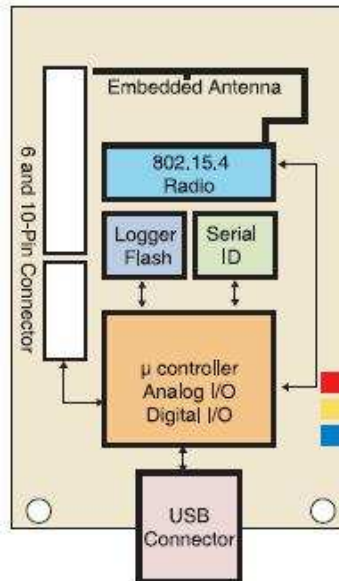 Embedded Antenna
6 and 10-Pin Connector
802.15.4
Radio
Logger
Flash
Serial
ID
µ controller
Analog I/O
Digital I/O
USB
Connector